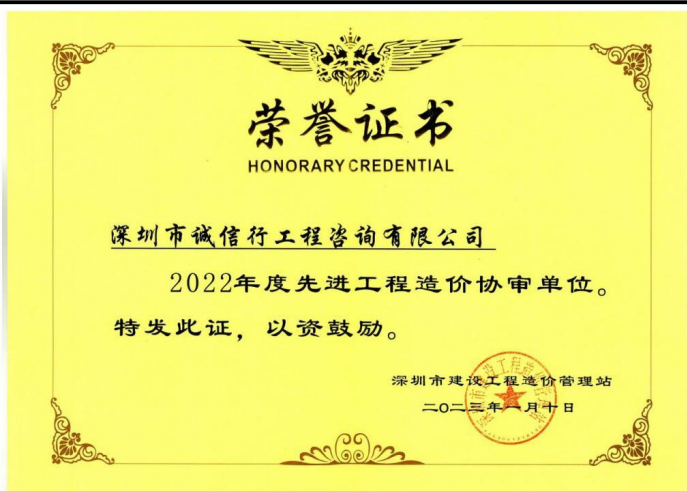 荣誉证书
HONORARY CREDENTIAL
深圳市诚信行工程咨询有限公司
2022年度先进工程造价协审单位。
特发此证，以资鼓励。
深圳市建设工程造价管理站
二〇二三年一月十日